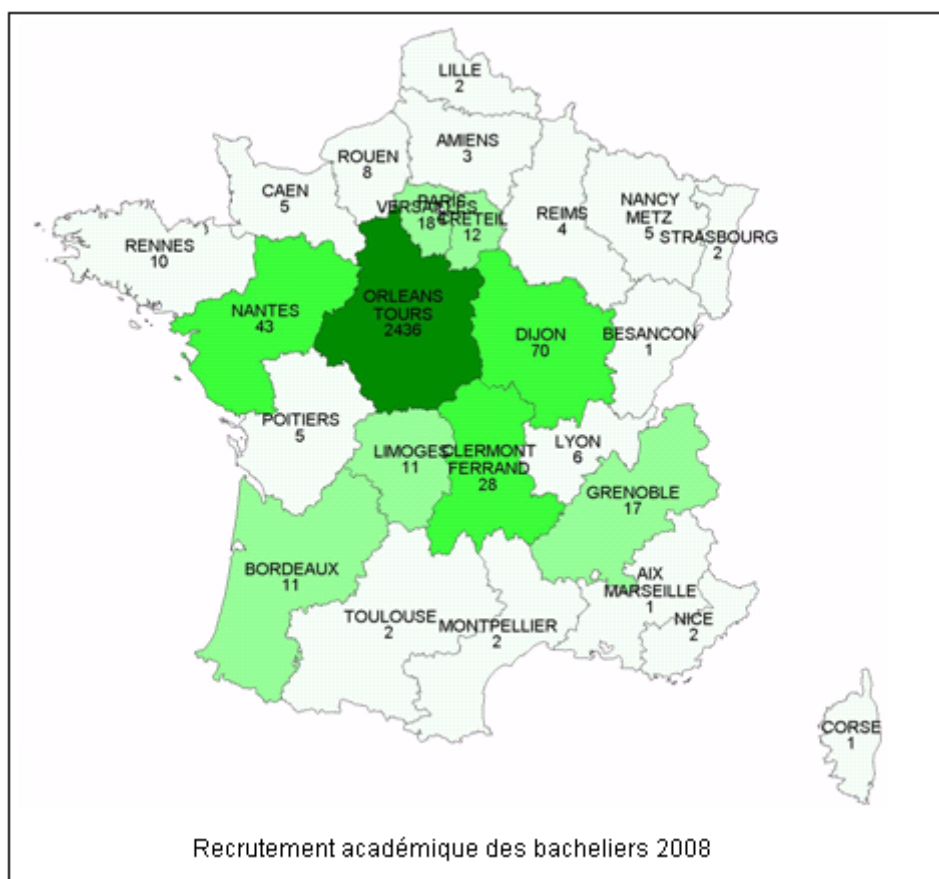 LILLE
2
AMIENS
3
ROUEN
8
CAEN
5
PARIS
VERSAILLES
18
CRETEIL
12
REIMS
4
NANCY
METZ
5
STRASBOURG
2
RENNES
10
NANTES
43
ORLEANS
TOURS
2436
DIJON
70
BESANCON
1
POITIERS
5
LIMOGES
11
CLERMONT
FERRAND
28
LYON
6
GRENOBLE
17
BORDEAUX
11
AIX
MARSEILLE
1
NICE
2
TOULOUSE
2
MONTPELLIER
2
CORSE
1
Recrutement académique des bacheliers 2008